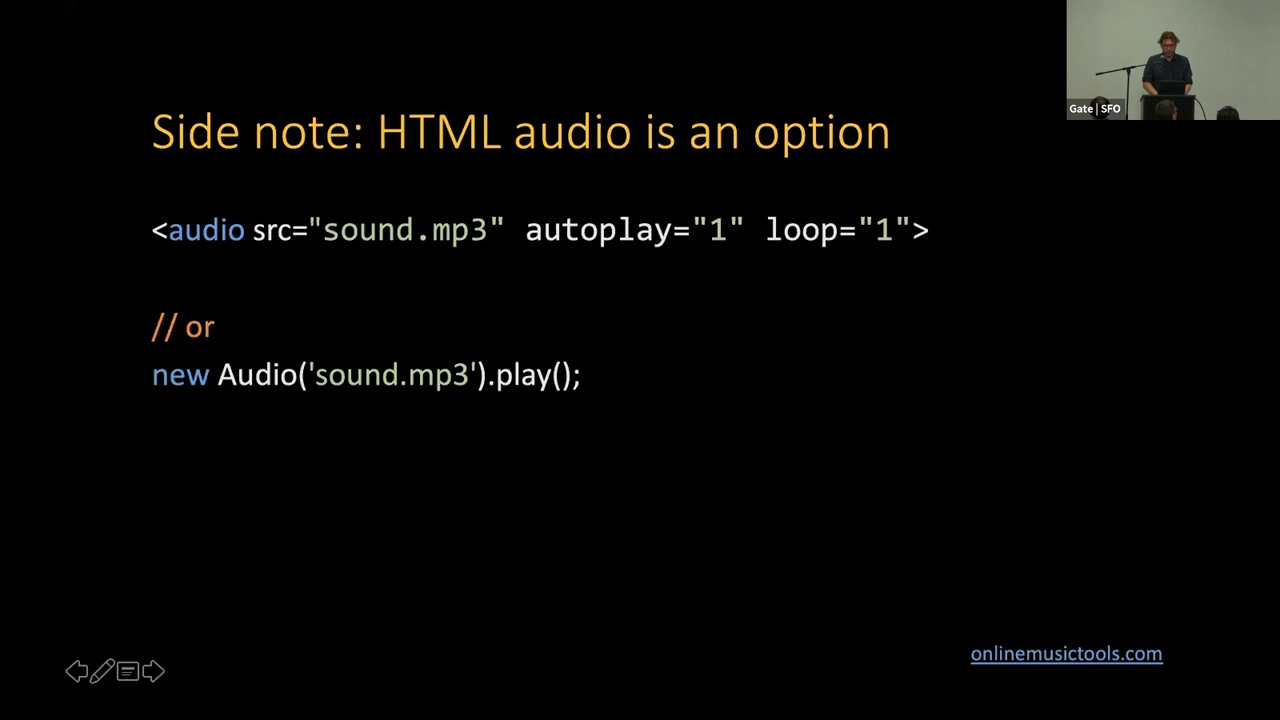 Gate | SFO
Side note: HTML audio is an option
<audio src="sound.mp3" autoplay="1" loop="1">
// or
new Audio('sound.mp3').play();
onlinemusictools.com